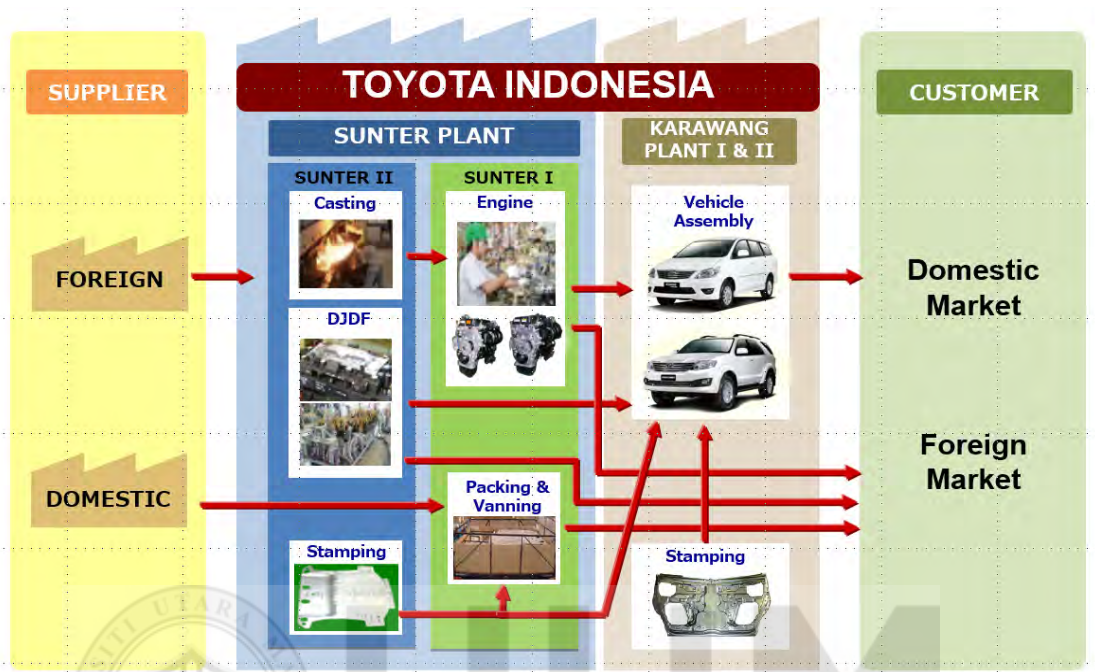 SUPPLIER
TOYOTA INDONESIA
CUSTOMER
SUNTER PLANT
KARAWANG
PLANT I & II
SUNTER II
SUNTER I
Casting
Engine
Vehicle
Assembly
FOREIGN
Domestic
Market
DJDF
DOMESTIC
Packing &
Vanning
Foreign
Market
Stamping
Stamping
UTARA